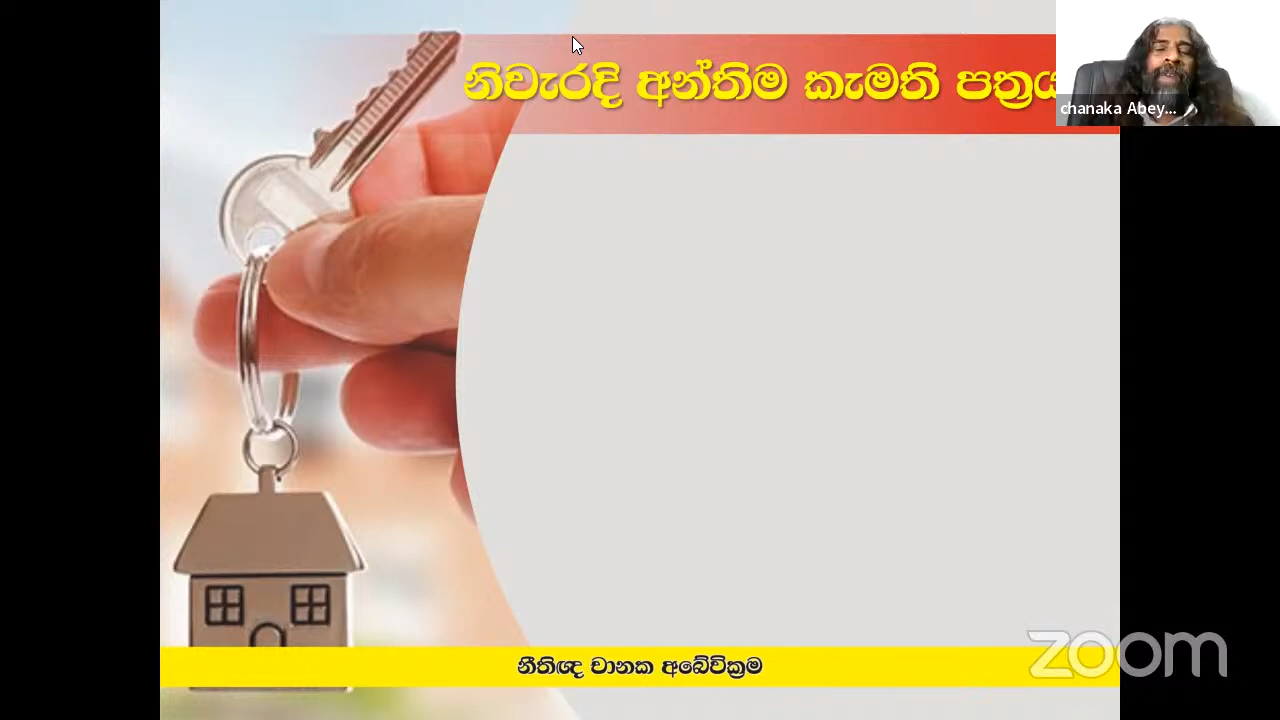 නිවැරදි අන්තිම කැමති පත්‍රය
chanaka Abey...
නීතිඥ චානක අබේවික්‍රම
zoom